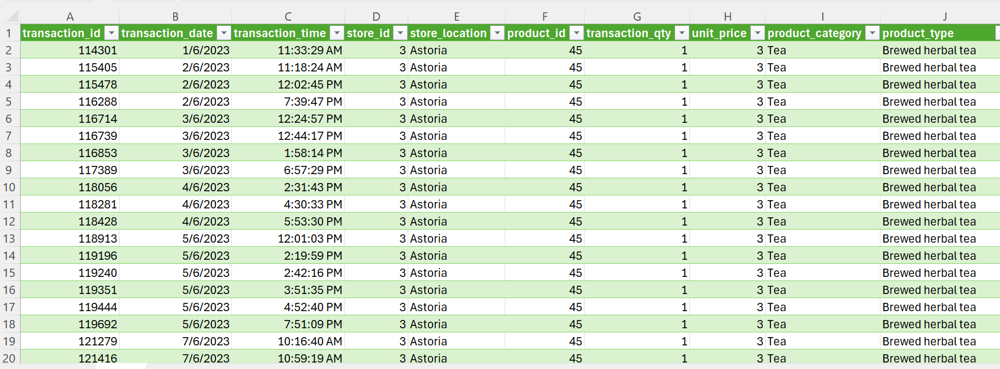 A B C D E F G H I J
1 transaction_id transaction_date transaction_time store_id store_location product_id transaction_qty unit_price product_category product_type
2 114301 1/6/2023 11:33:29 AM 3 Astoria 45 1 3 Tea Brewed herbal tea
3 115405 2/6/2023 11:18:24 AM 3 Astoria 45 1 3 Tea Brewed herbal tea
4 115478 2/6/2023 12:02:45 PM 3 Astoria 45 1 3 Tea Brewed herbal tea
5 116288 2/6/2023 7:39:47 PM 3 Astoria 45 1 3 Tea Brewed herbal tea
6 116714 3/6/2023 12:24:57 PM 3 Astoria 45 1 3 Tea Brewed herbal tea
7 116739 3/6/2023 12:44:17 PM 3 Astoria 45 1 3 Tea Brewed herbal tea
8 116853 3/6/2023 1:58:14 PM 3 Astoria 45 1 3 Tea Brewed herbal tea
9 117389 3/6/2023 6:57:29 PM 3 Astoria 45 1 3 Tea Brewed herbal tea
10 118056 4/6/2023 2:31:43 PM 3 Astoria 45 1 3 Tea Brewed herbal tea
11 118281 4/6/2023 4:30:33 PM 3 Astoria 45 1 3 Tea Brewed herbal tea
12 118428 4/6/2023 5:53:30 PM 3 Astoria 45 1 3 Tea Brewed herbal tea
13 118913 5/6/2023 12:01:03 PM 3 Astoria 45 1 3 Tea Brewed herbal tea
14 119196 5/6/2023 2:19:59 PM 3 Astoria 45 1 3 Tea Brewed herbal tea
15 119240 5/6/2023 2:42:16 PM 3 Astoria 45 1 3 Tea Brewed herbal tea
16 119351 5/6/2023 3:51:35 PM 3 Astoria 45 1 3 Tea Brewed herbal tea
17 119444 5/6/2023 4:52:40 PM 3 Astoria 45 1 3 Tea Brewed herbal tea
18 119692 5/6/2023 7:51:09 PM 3 Astoria 45 1 3 Tea Brewed herbal tea
19 121279 7/6/2023 10:16:40 AM 3 Astoria 45 1 3 Tea Brewed herbal tea
20 121416 7/6/2023 10:59:19 AM 3 Astoria 45 1 3 Tea Brewed herbal tea